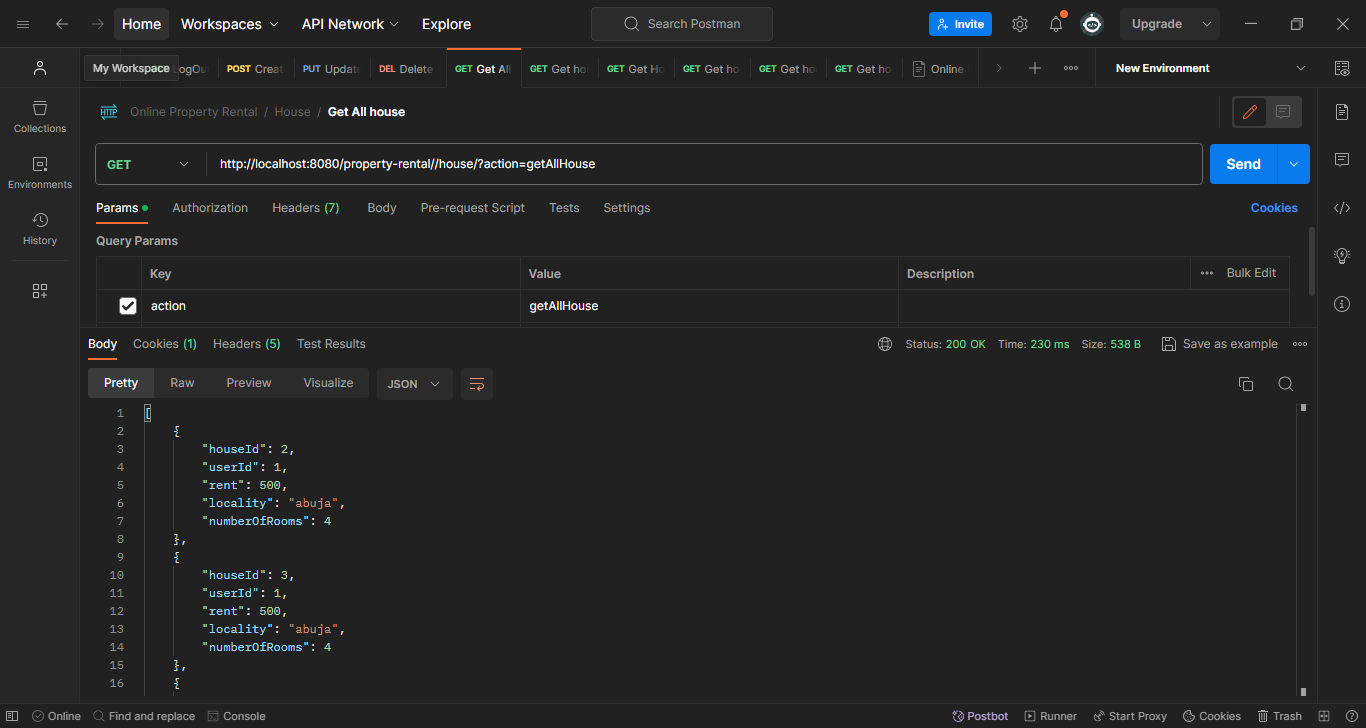 Home Workspaces API Network Explore Search Postman Invite Upgrade
My Workspace LogOu POST Creat PUT Update DEL Delete GET Get All GET Get ho GET Get Ho GET Get ho GET Get ho GET Get ho Online New Environment
HTTP Online Property Rental / House / Get All house
Collections
GET http://localhost:8080/property-rental//house/?action=getAllHouse Send
Environments
Params Authorization Headers (7) Body Pre-request Script Tests Settings Cookies
History
Query Params
Key Value Description Bulk Edit
action getAllHouse
Body Cookies (1) Headers (5) Test Results Status: 200 OK Time: 230 ms Size: 538 B Save as example
Pretty Raw Preview Visualize JSON
1 [
2 {
3 "houseId": 2,
4 "userId": 1,
5 "rent": 500,
6 "locality": "abuja",
7 "numberOfRooms": 4
8 },
9 {
10 "houseId": 3,
11 "userId": 1,
12 "rent": 500,
13 "locality": "abuja",
14 "numberOfRooms": 4
15 },
16 {
Online Find and replace Console Postbot Runner Start Proxy Cookies Trash